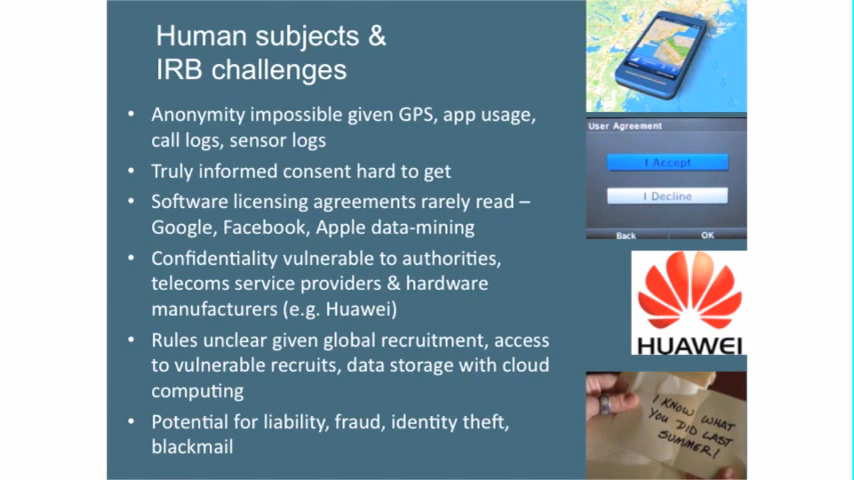 Human subjects &
IRB challenges
• Anonymity impossible given GPS, app usage,
call logs, sensor logs
• Truly informed consent hard to get
• Software licensing agreements rarely read –
Google, Facebook, Apple data-mining
• Confidentiality vulnerable to authorities,
telecoms service providers & hardware
manufacturers (e.g. Huawei)
• Rules unclear given global recruitment, access
to vulnerable recruits, data storage with cloud
computing
• Potential for liability, fraud, identity theft,
blackmail
User Agreement
I Accept
I Decline
Back OK
HUAWEI
I KNOW WHAT
YOU DID LAST
SUMMER!